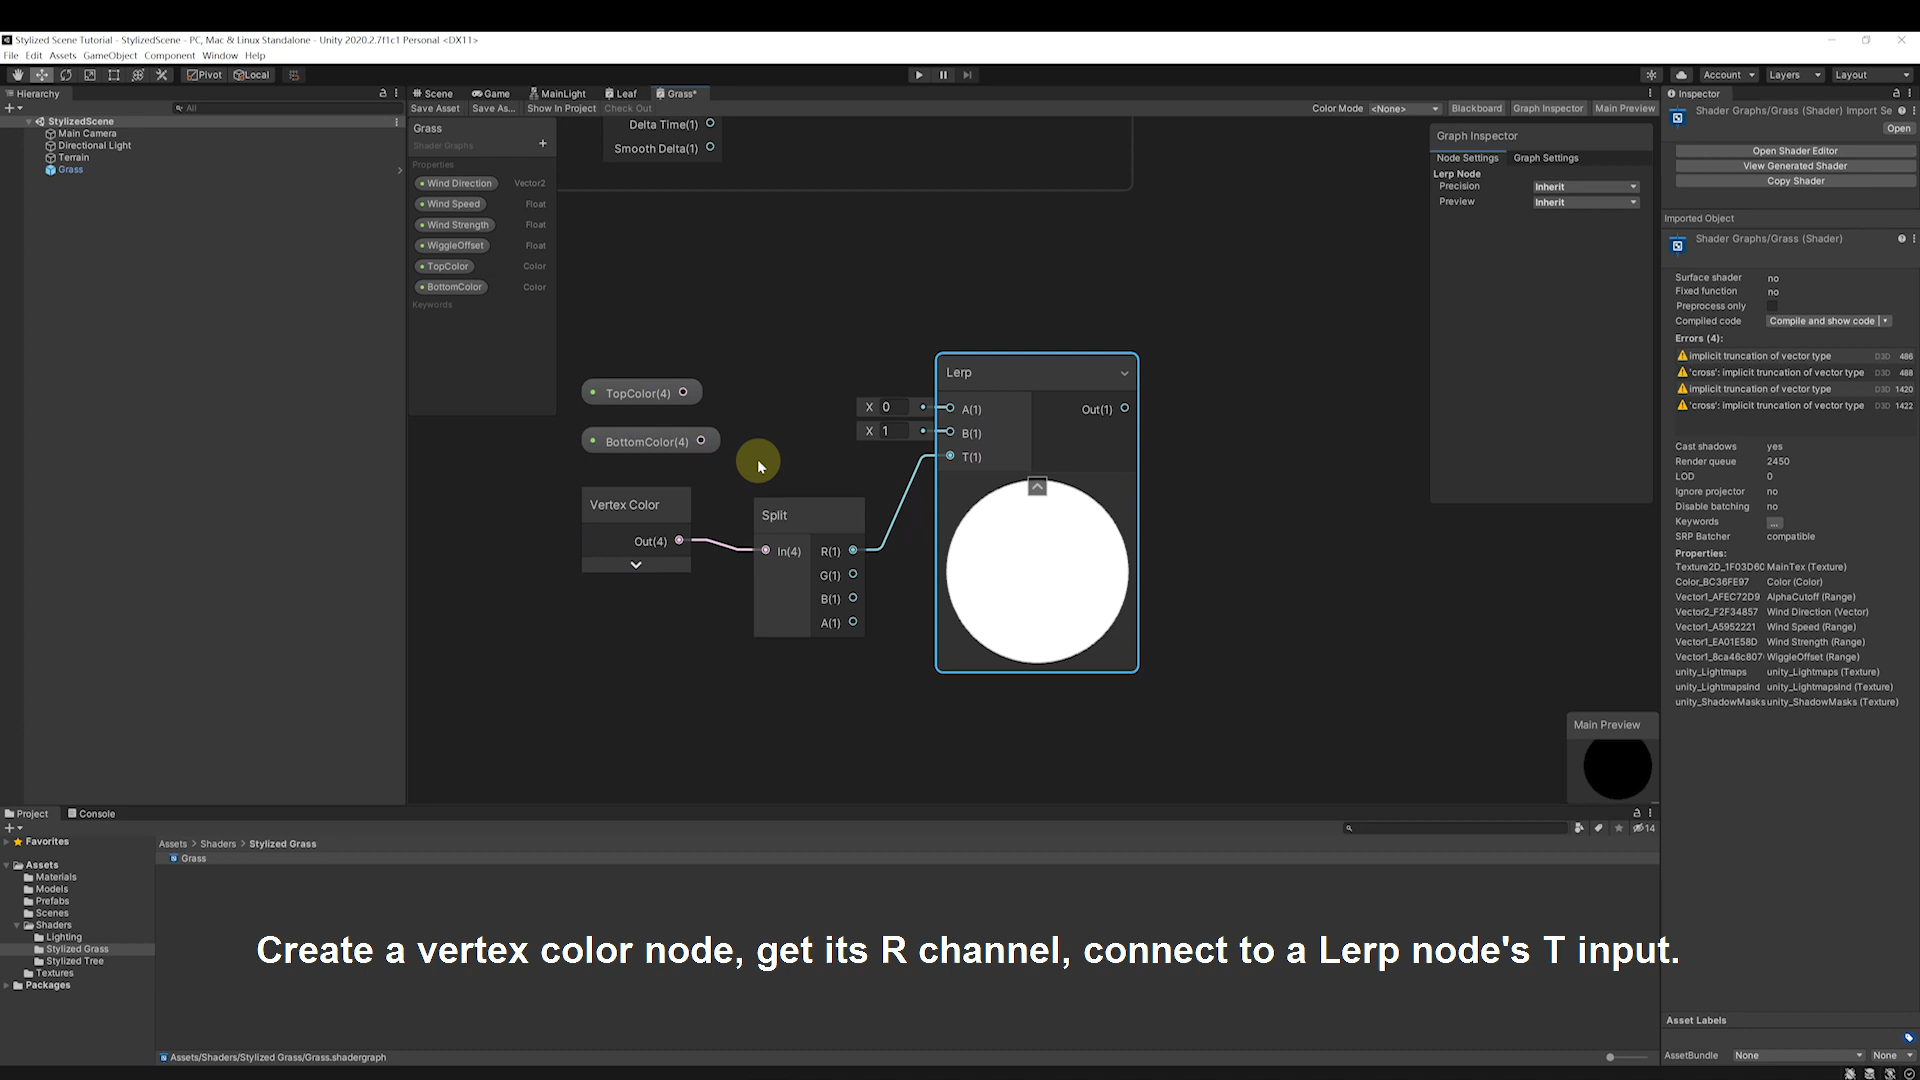 Stylized Scene Tutorial - StylizedScene - PC, Mac & Linux Standalone - Unity 2020.2.7f1c1 Personal <DX11>
File Edit Assets GameObject Component Window Help
Pivot Local Account Layers Layout
Hierarchy
All
StylizedScene
Main Camera
Directional Light
Terrain
Grass
Scene Game MainLight Leaf Grass*
Save Asset Save As... Show In Project Check Out Color Mode <None> Blackboard Graph Inspector Main Preview
Grass
Shader Graphs
Properties
Wind Direction Vector2
Wind Speed Float
Wind Strength Float
WiggleOffset Float
TopColor Color
BottomColor Color
Keywords
Delta Time(1)
Smooth Delta(1)
TopColor(4)
BottomColor(4)
Vertex Color
Out(4)
Split
In(4) R(1)
G(1)
B(1)
A(1)
Lerp
X 0 A(1) Out(1)
X 1 B(1)
T(1)
Graph Inspector
Node Settings Graph Settings
Lerp Node
Precision Inherit
Preview Inherit
Main Preview
Inspector
Shader Graphs/Grass (Shader) Import Se
Open
Open Shader Editor
View Generated Shader
Copy Shader
Imported Object
Shader Graphs/Grass (Shader)
Surface shader no
Fixed function no
Preprocess only
Compiled code Compile and show code
Errors (4):
implicit truncation of vector type D3D 486
'cross': implicit truncation of vector type D3D 488
implicit truncation of vector type D3D 1420
'cross': implicit truncation of vector type D3D 1422
Cast shadows yes
Render queue 2450
LOD 0
Ignore projector no
Disable batching no
Keywords ...
SRP Batcher compatible
Properties:
Texture2D_1F03D60 MainTex (Texture)
Color_BC36FE97 Color (Color)
Vector1_AFEC72D9 AlphaCutoff (Range)
Vector2_F2F34857 Wind Direction (Vector)
Vector1_A5952221 Wind Speed (Range)
Vector1_EA01E58D Wind Strength (Range)
Vector1_8ca46c807 WiggleOffset (Range)
unity_Lightmaps unity_Lightmaps (Texture)
unity_LightmapsInd unity_LightmapsInd (Texture)
unity_ShadowMasks unity_ShadowMasks (Texture)
Project Console
14
Favorites
Assets
Materials
Models
Prefabs
Scenes
Shaders
Lighting
Stylized Grass
Stylized Tree
Textures
Packages
Assets > Shaders > Stylized Grass
Grass
Create a vertex color node, get its R channel, connect to a Lerp node's T input.
Assets/Shaders/Stylized Grass/Grass.shadergraph
Asset Labels
AssetBundle None None